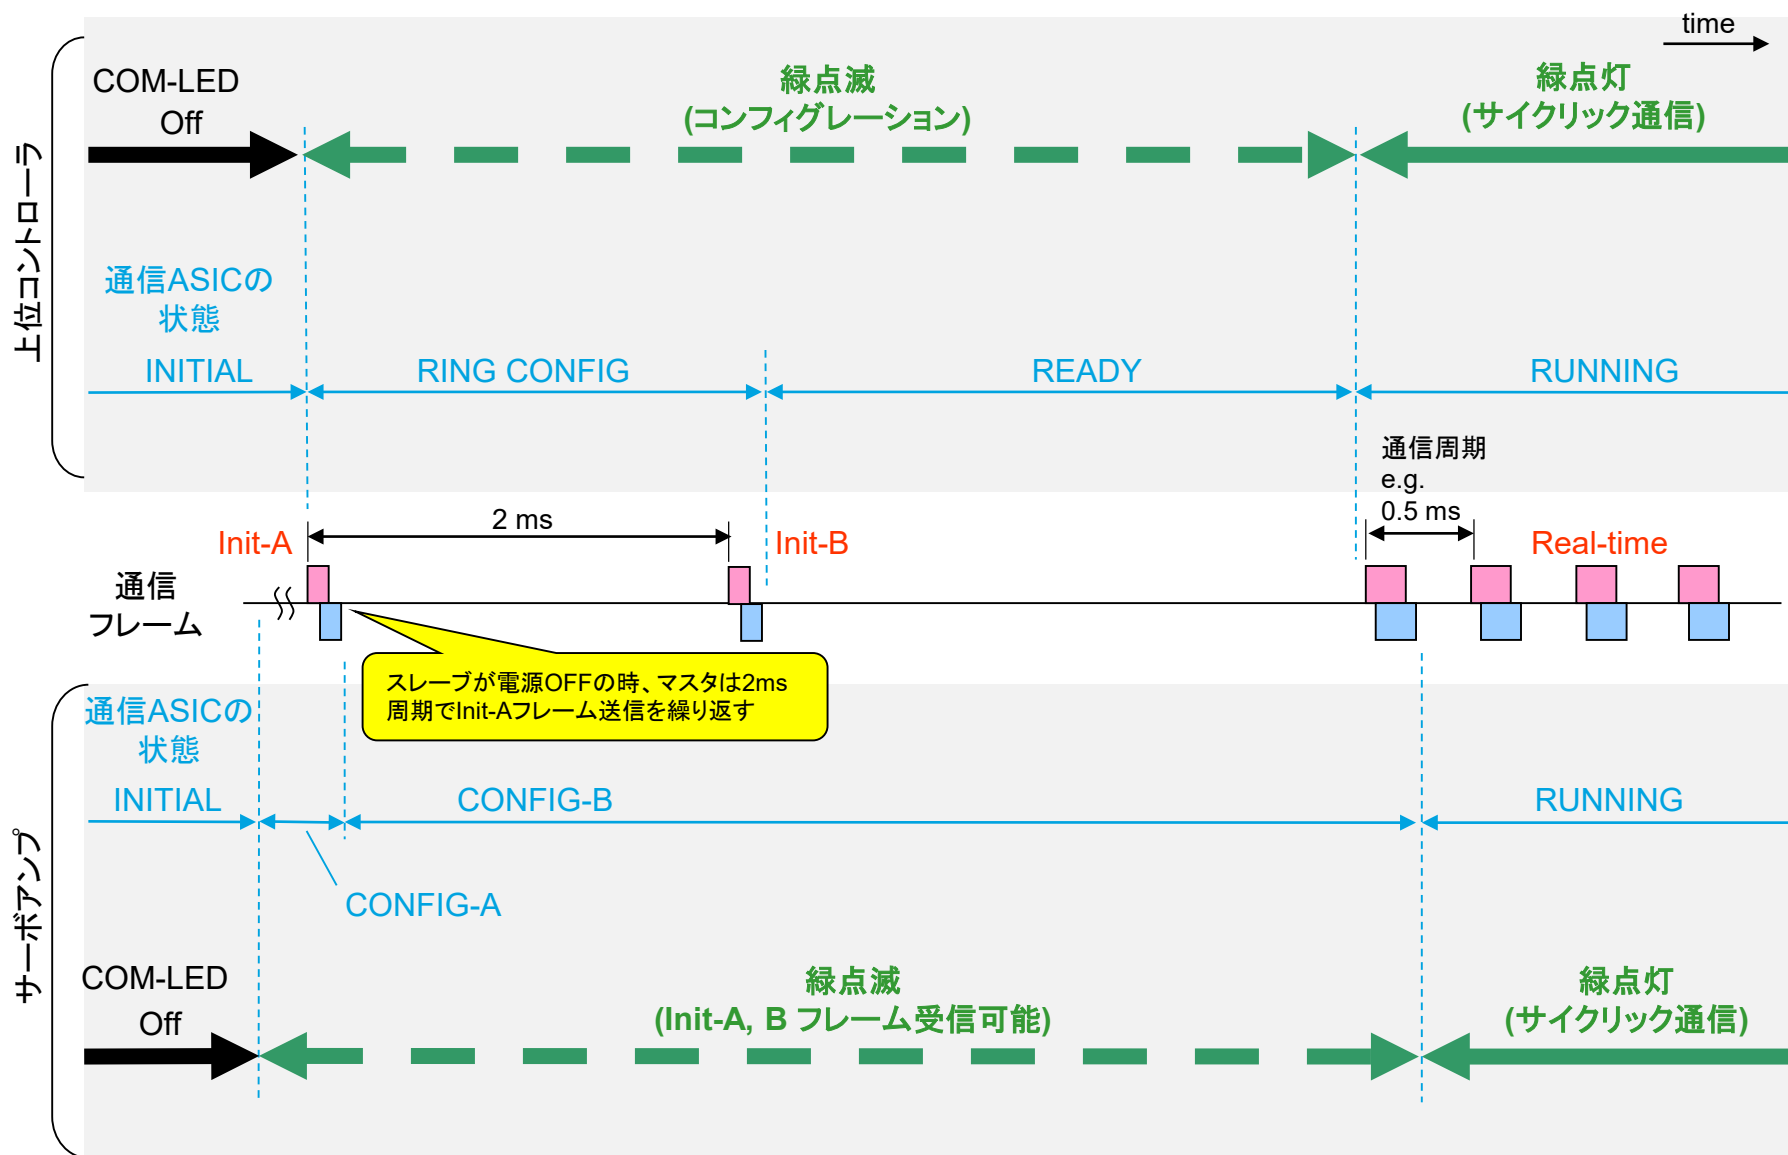 time
COM-LED
Off
緑点滅
(コンフィグレーション)
緑点灯
(サイクリック通信)
上位コントローラ
通信ASICの
状態
INITIAL
RING CONFIG
READY
RUNNING
通信周期
e.g.
0.5 ms
Init-A
2 ms
Init-B
Real-time
通信
フレーム
スレーブが電源OFFの時、マスタは2ms
周期でInit-Aフレーム送信を繰り返す
サーボアンプ
通信ASICの
状態
INITIAL
CONFIG-B
RUNNING
CONFIG-A
COM-LED
Off
緑点滅
(Init-A, B フレーム受信可能)
緑点灯
(サイクリック通信)